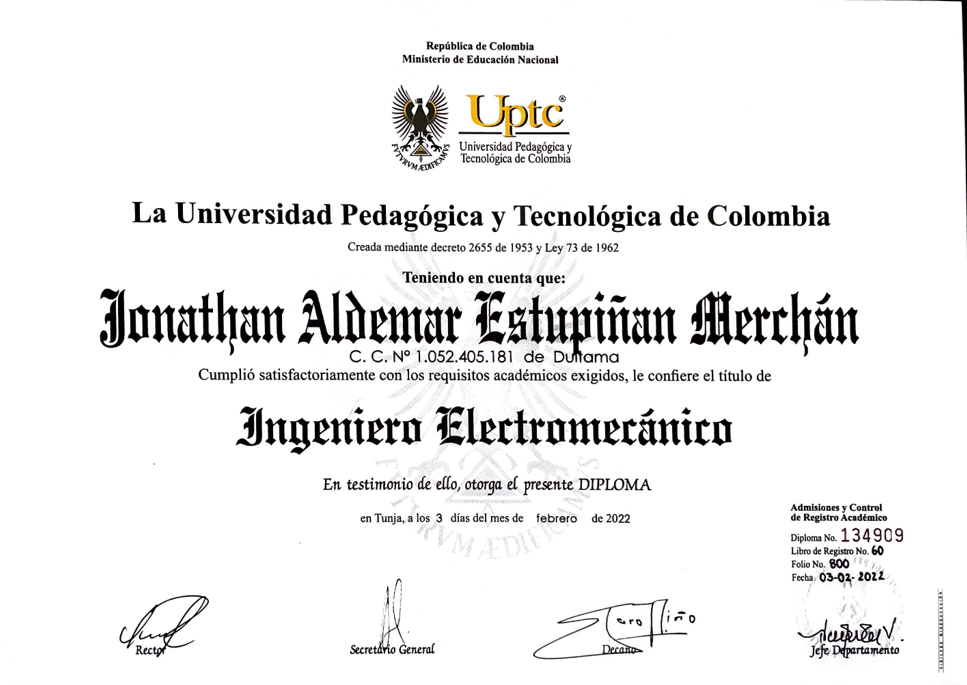 República de Colombia
Ministerio de Educación Nacional
Uptc®
Universidad Pedagógica y
Tecnológica de Colombia
FVTVRVM ÆDIFICAMVS
La Universidad Pedagógica y Tecnológica de Colombia
Creada mediante decreto 2655 de 1953 y Ley 73 de 1962
Teniendo en cuenta que:
Jonathan Aldemar Estupiñan Merchán
C. C. Nº 1.052.405.181 de Duitama
Cumplió satisfactoriamente con los requisitos académicos exigidos, le confiere el título de
Ingeniero Electromecánico
En testimonio de ello, otorga el presente DIPLOMA
en Tunja, a los 3 días del mes de febrero de 2022
Admisiones y Control
de Registro Académico
Diploma No. 134909
Libro de Registro No. 60
Folio No. 800
Fecha 03-02-2022
Rector
Secretario General
Decano
Jefe Departamento